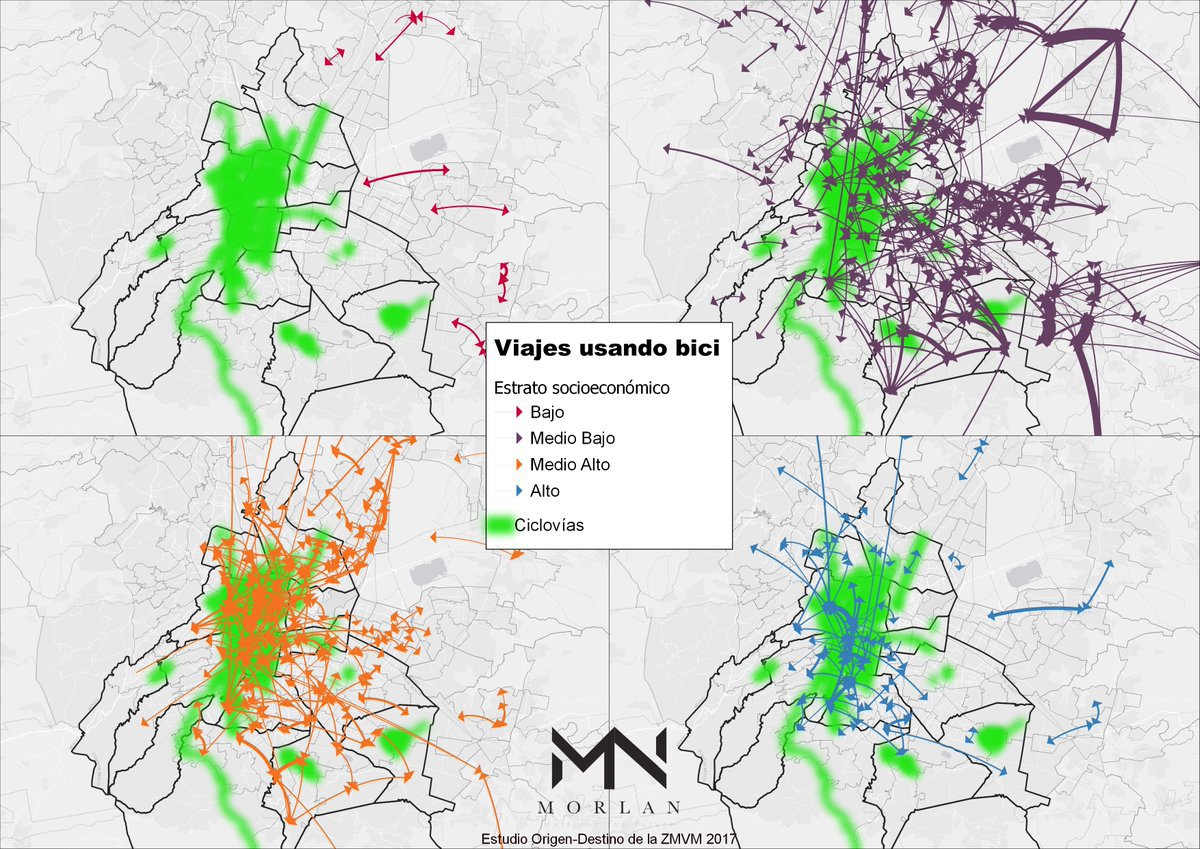 Viajes usando bici
Estrato socioeconómico
Bajo
Medio Bajo
Medio Alto
Alto
Ciclovías
MN
MORLAN
Estudio Origen-Destino de la ZMVM 2017